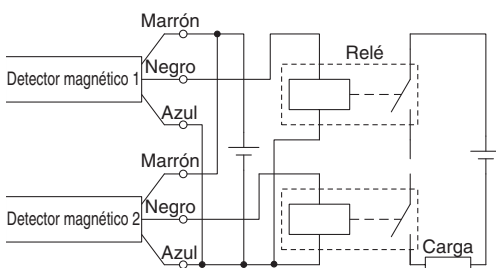 Marrón
Relé
Detector magnético 1
Negro
Azul
Marrón
Negro
Detector magnético 2
Azul
Carga